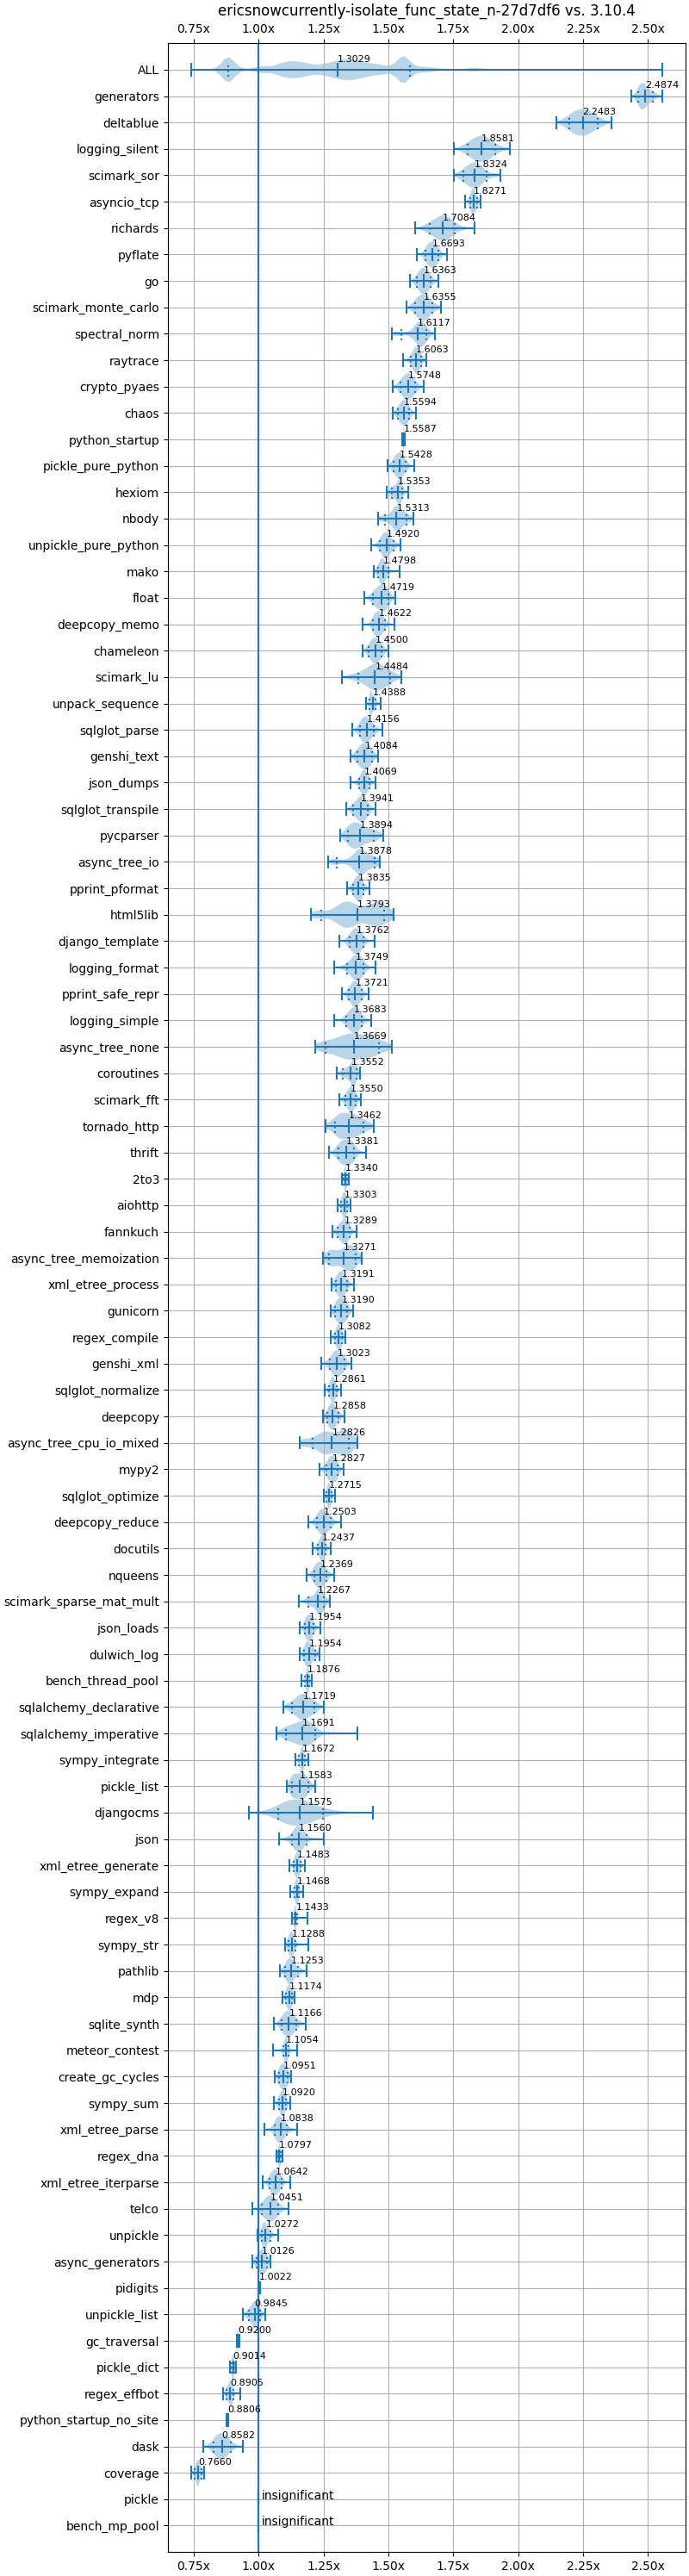 ericsnowcurrently-isolate_func_state_n-27d7df6 vs. 3.10.4
0.75x 1.00x 1.25x 1.50x 1.75x 2.00x 2.25x 2.50x
ALL 1.3029
generators 2.4874
deltablue 2.2483
logging_silent 1.8581
scimark_sor 1.8324
asyncio_tcp 1.8271
richards 1.7084
pyflate 1.6693
go 1.6363
scimark_monte_carlo 1.6355
spectral_norm 1.6117
raytrace 1.6063
crypto_pyaes 1.5748
chaos 1.5594
python_startup 1.5587
pickle_pure_python 1.5428
hexiom 1.5353
nbody 1.5313
unpickle_pure_python 1.4920
mako 1.4798
float 1.4719
deepcopy_memo 1.4622
chameleon 1.4500
scimark_lu 1.4484
unpack_sequence 1.4388
sqlglot_parse 1.4156
genshi_text 1.4084
json_dumps 1.4069
sqlglot_transpile 1.3941
pycparser 1.3894
async_tree_io 1.3878
pprint_pformat 1.3835
html5lib 1.3793
django_template 1.3762
logging_format 1.3749
pprint_safe_repr 1.3721
logging_simple 1.3683
async_tree_none 1.3669
coroutines 1.3552
scimark_fft 1.3550
tornado_http 1.3462
thrift 1.3381
2to3 1.3340
aiohttp 1.3303
fannkuch 1.3289
async_tree_memoization 1.3271
xml_etree_process 1.3191
gunicorn 1.3190
regex_compile 1.3082
genshi_xml 1.3023
sqlglot_normalize 1.2861
deepcopy 1.2858
async_tree_cpu_io_mixed 1.2826
mypy2 1.2827
sqlglot_optimize 1.2715
deepcopy_reduce 1.2503
docutils 1.2437
nqueens 1.2369
scimark_sparse_mat_mult 1.2267
json_loads 1.1954
dulwich_log 1.1954
bench_thread_pool 1.1876
sqlalchemy_declarative 1.1719
sqlalchemy_imperative 1.1691
sympy_integrate 1.1672
pickle_list 1.1583
djangocms 1.1575
json 1.1560
xml_etree_generate 1.1483
sympy_expand 1.1468
regex_v8 1.1433
sympy_str 1.1288
pathlib 1.1253
mdp 1.1174
sqlite_synth 1.1166
meteor_contest 1.1054
create_gc_cycles 1.0951
sympy_sum 1.0920
xml_etree_parse 1.0838
regex_dna 1.0797
xml_etree_iterparse 1.0642
telco 1.0451
unpickle 1.0272
async_generators 1.0126
pidigits 1.0022
unpickle_list 0.9845
gc_traversal 0.9200
pickle_dict 0.9014
regex_effbot 0.8905
python_startup_no_site 0.8806
dask 0.8582
coverage 0.7660
pickle insignificant
bench_mp_pool insignificant
0.75x 1.00x 1.25x 1.50x 1.75x 2.00x 2.25x 2.50x